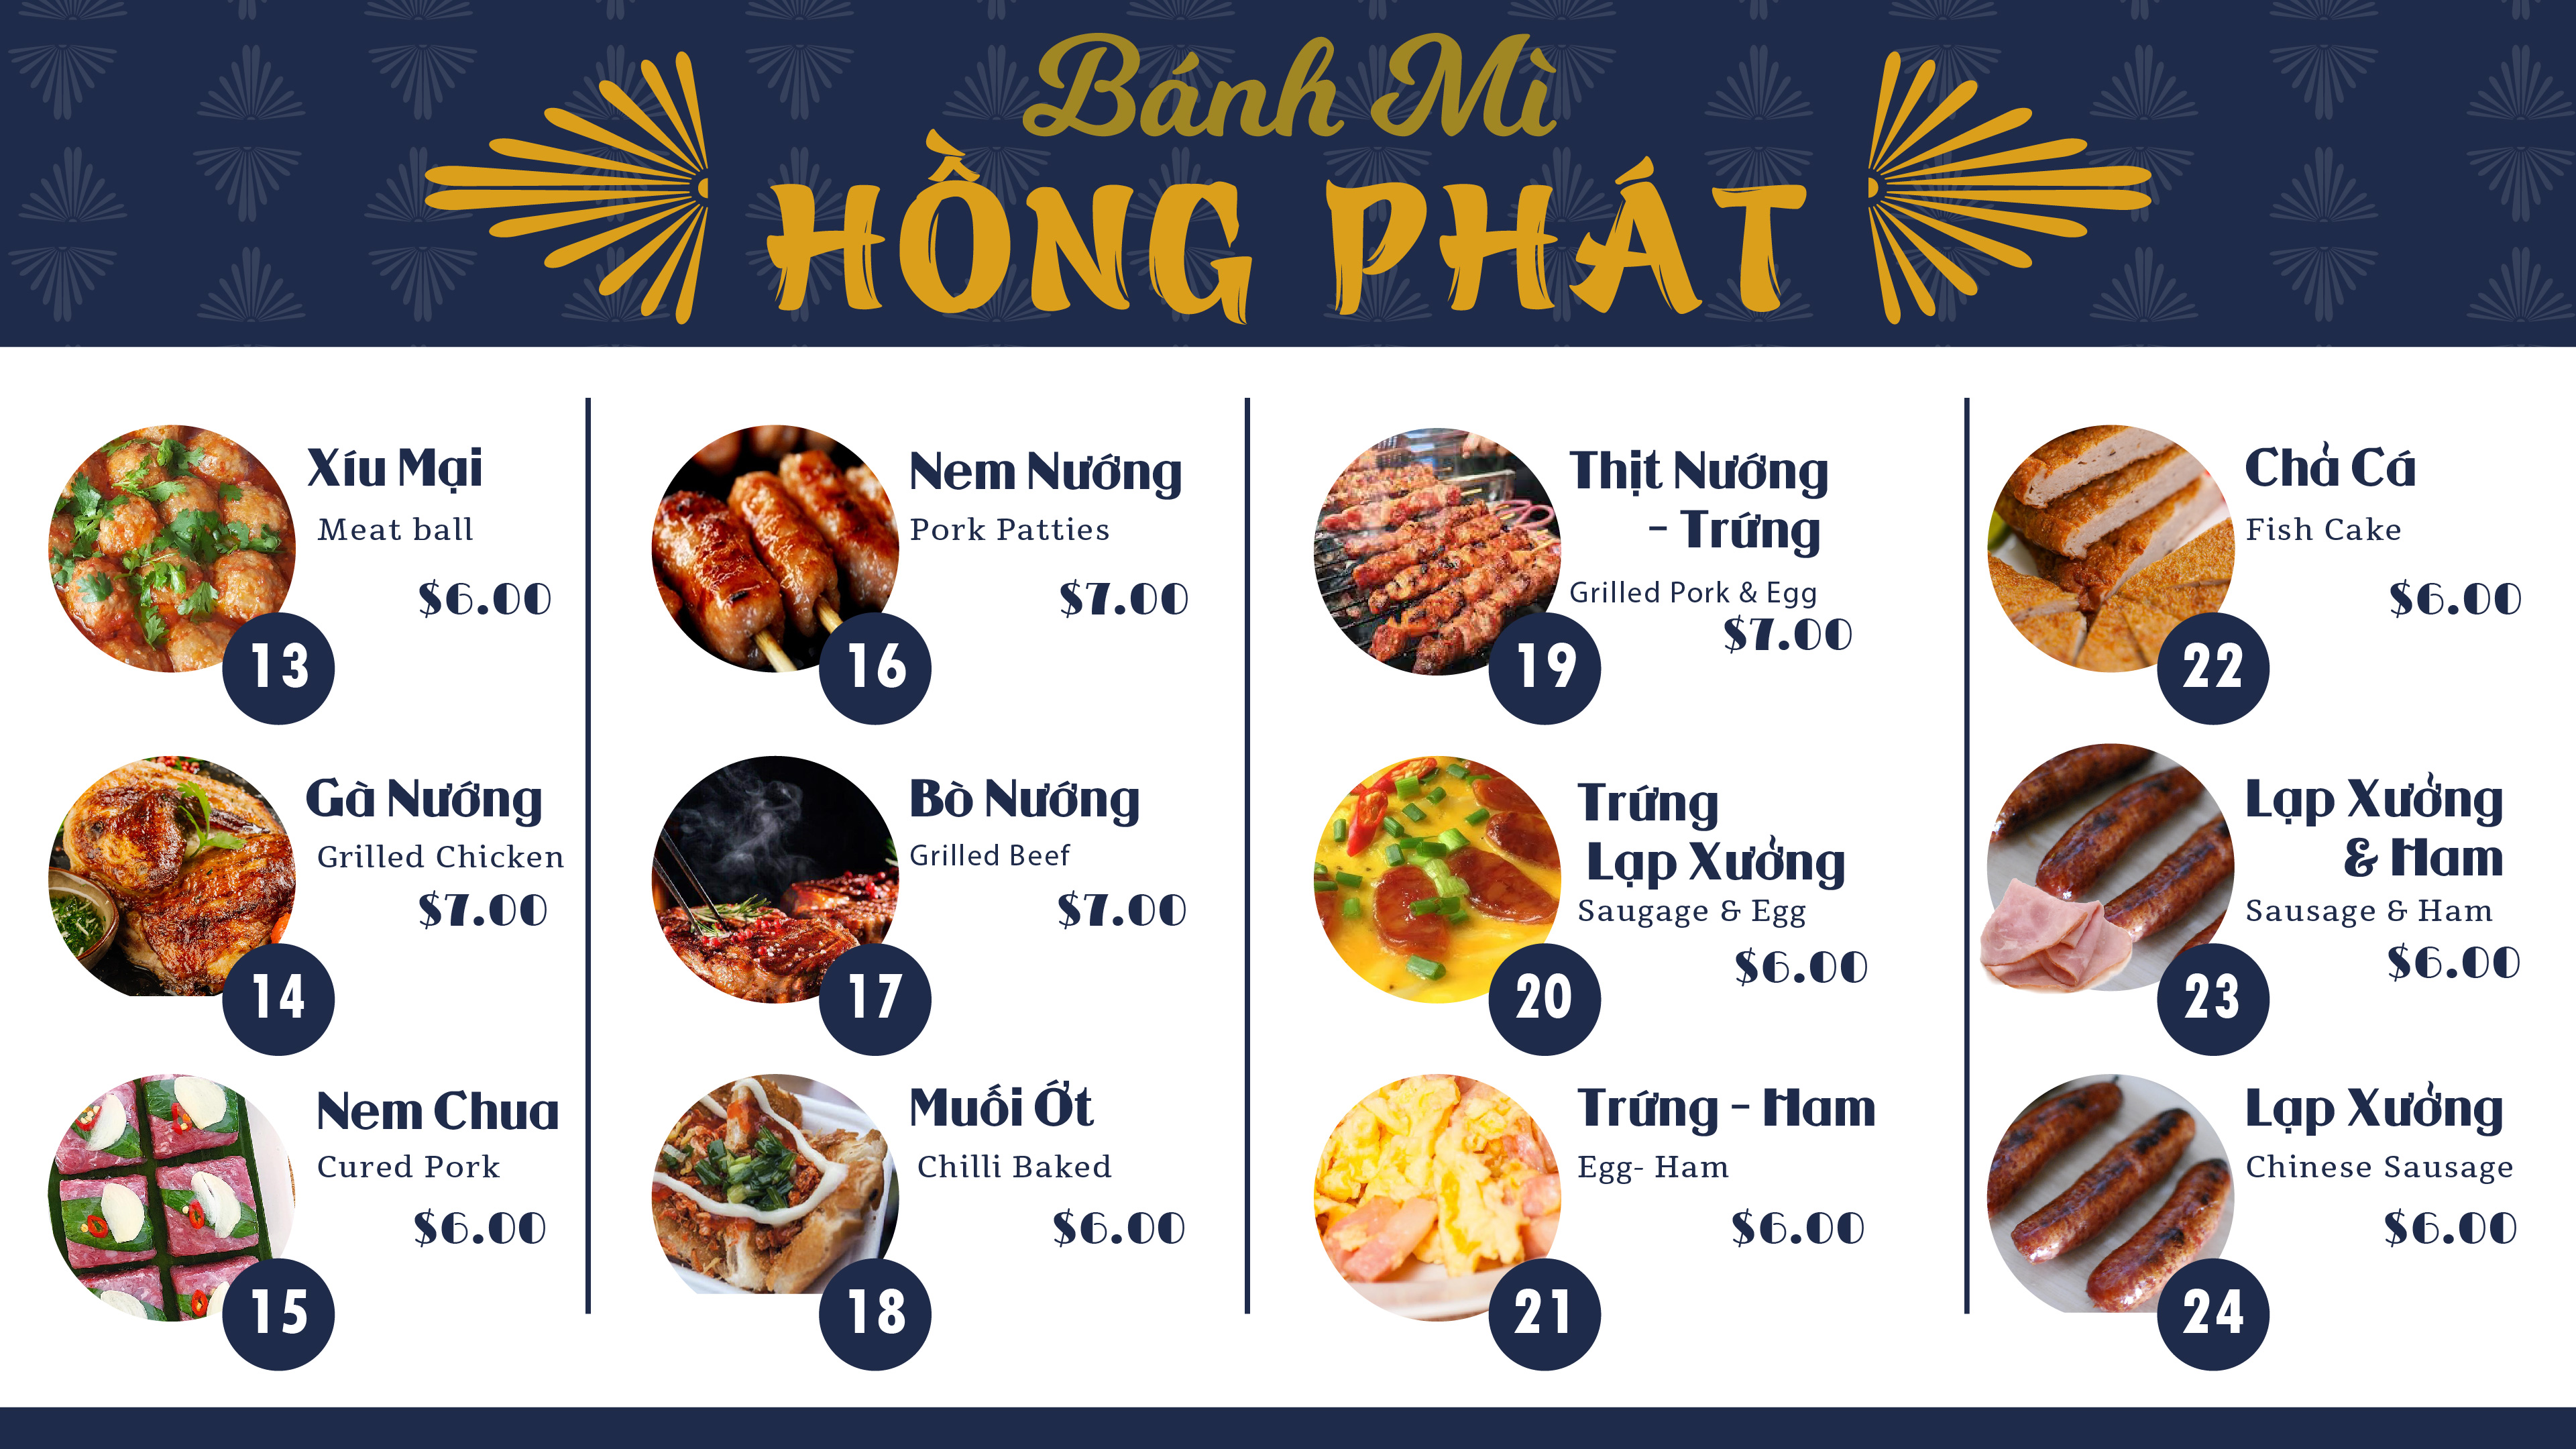 Bánh Mì
HỒNG PHÁT
Xíu Mại
Meat ball
$6.00
13
Gà Nướng
Grilled Chicken
$7.00
14
Nem Chua
Cured Pork
$6.00
15
Nem Nướng
Pork Patties
$7.00
16
Bò Nướng
Grilled Beef
$7.00
17
Muối Ớt
Chilli Baked
$6.00
18
Thịt Nướng
- Trứng
Grilled Pork & Egg
$7.00
19
Trứng
Lạp Xưởng
Saugage & Egg
$6.00
20
Trứng - Ham
Egg- Ham
$6.00
21
Chả Cá
Fish Cake
$6.00
22
Lạp Xưởng
& Ham
Sausage & Ham
$6.00
23
Lạp Xưởng
Chinese Sausage
$6.00
24